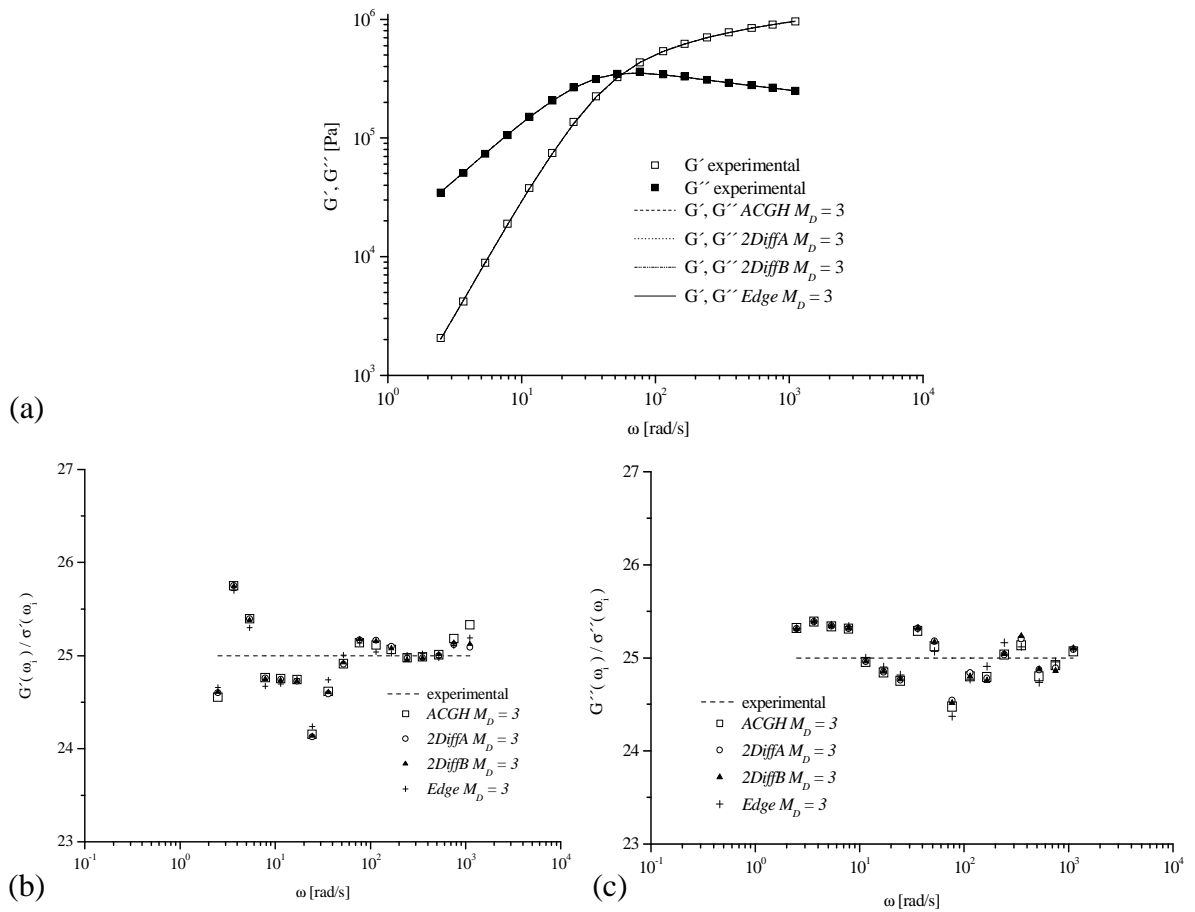 10^6
10^5
10^4
10^3
G´, G´´ [Pa]
G´ experimental
G´´ experimental
G´, G´´ ACGH M_D = 3
G´, G´´ 2DiffA M_D = 3
G´, G´´ 2DiffB M_D = 3
G´, G´´ Edge M_D = 3
10^0 10^1 10^2 10^3 10^4
ω [rad/s]
(a)
27
26
25
24
23
G´(ω_i) / σ´(ω_i)
experimental
ACGH M_D = 3
2DiffA M_D = 3
2DiffB M_D = 3
Edge M_D = 3
10^-1 10^0 10^1 10^2 10^3 10^4
ω [rad/s]
(b)
27
26
25
24
23
G´´(ω_i) / σ´´(ω_i)
experimental
ACGH M_D = 3
2DiffA M_D = 3
2DiffB M_D = 3
Edge M_D = 3
10^-1 10^0 10^1 10^2 10^3 10^4
ω [rad/s]
(c)